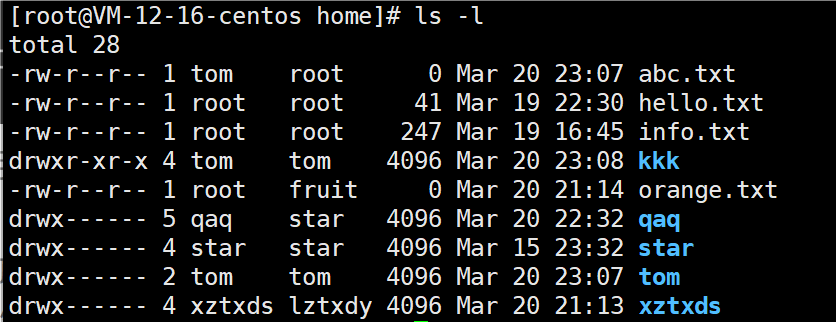 [root@VM-12-16-centos home]# ls -l
total 28
-rw-r--r-- 1 tom    root      0 Mar 20 23:07 abc.txt
-rw-r--r-- 1 root   root     41 Mar 19 22:30 hello.txt
-rw-r--r-- 1 root   root    247 Mar 19 16:45 info.txt
drwxr-xr-x 4 tom    tom    4096 Mar 20 23:08 kkk
-rw-r--r-- 1 root   fruit     0 Mar 20 21:14 orange.txt
drwx------ 5 qaq    star   4096 Mar 20 22:32 qaq
drwx------ 4 star   star   4096 Mar 15 23:32 star
drwx------ 2 tom    tom    4096 Mar 20 23:07 tom
drwx------ 4 xztxds lztxdy 4096 Mar 20 21:13 xztxds